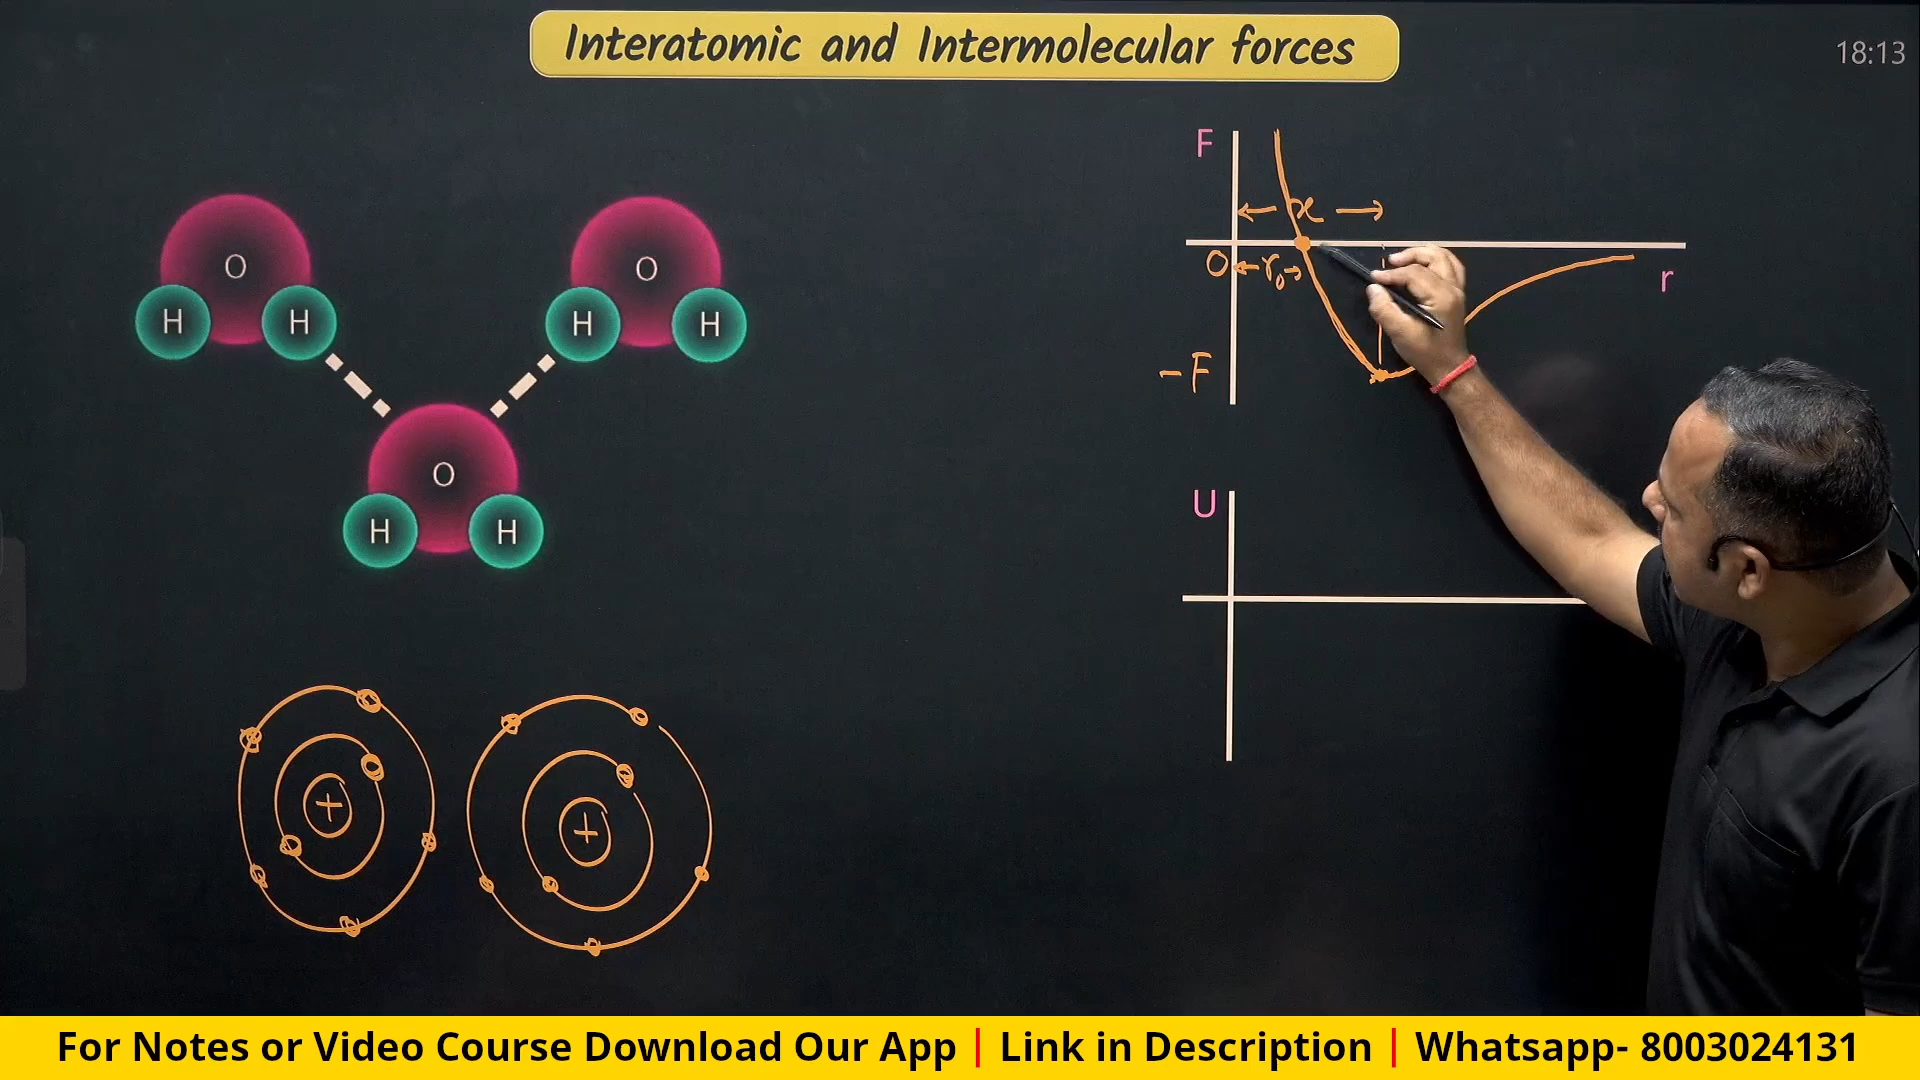 Interatomic and Intermolecular forces
18:13
F
← x →
O ←r₀→
r
-F
O
H H
O
H H
O
H H
U
+
+
For Notes or Video Course Download Our App | Link in Description | Whatsapp- 8003024131